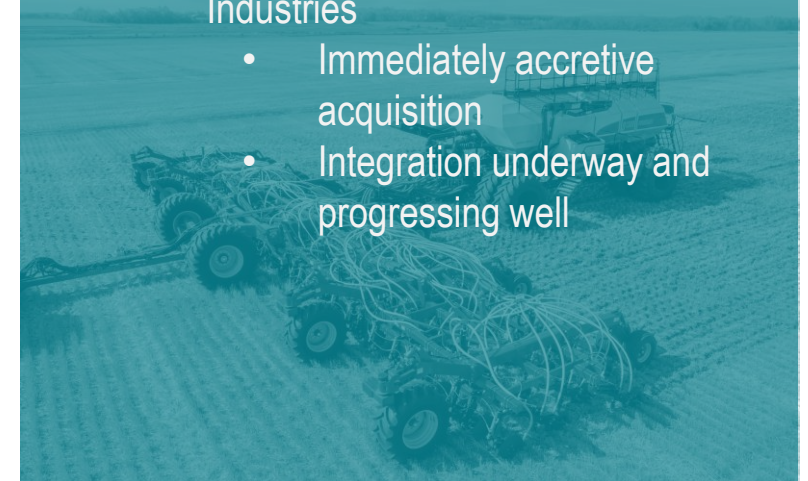 Industries
• Immediately accretive
acquisition
• Integration underway and
progressing well